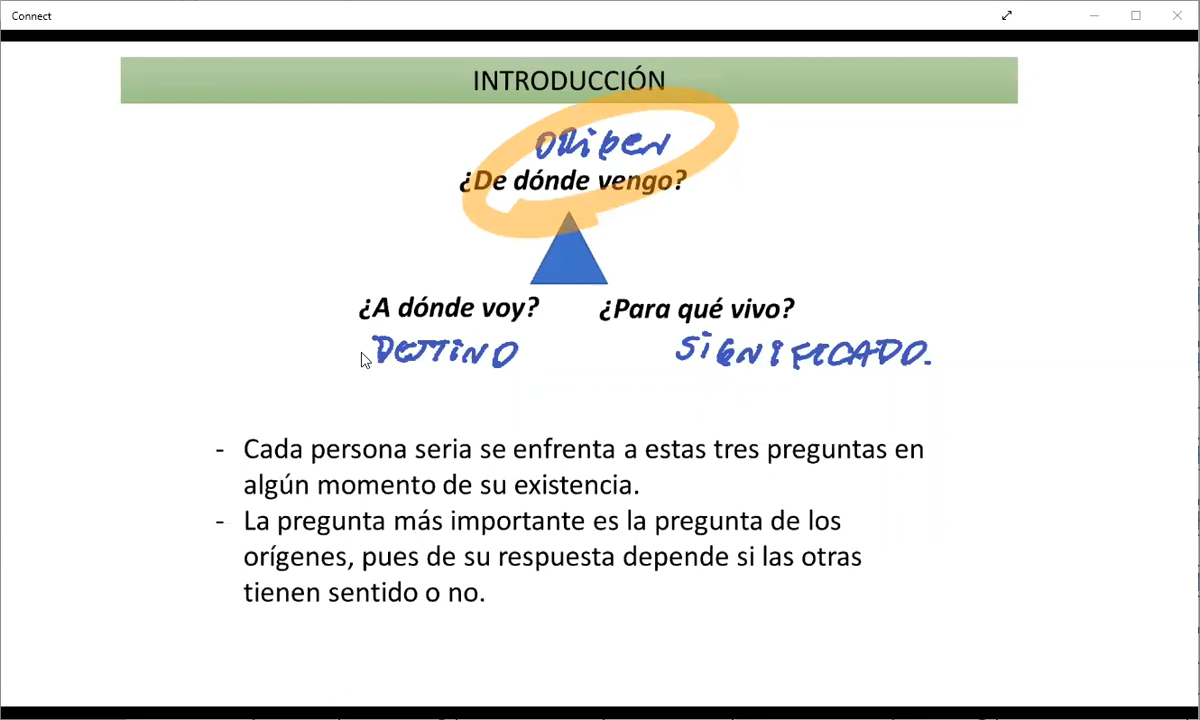 Connect
INTRODUCCIÓN
ORIGEN
¿De dónde vengo?
¿A dónde voy? ¿Para qué vivo?
DESTINO SIGNIFICADO.
- Cada persona seria se enfrenta a estas tres preguntas en
algún momento de su existencia.
- La pregunta más importante es la pregunta de los
orígenes, pues de su respuesta depende si las otras
tienen sentido o no.